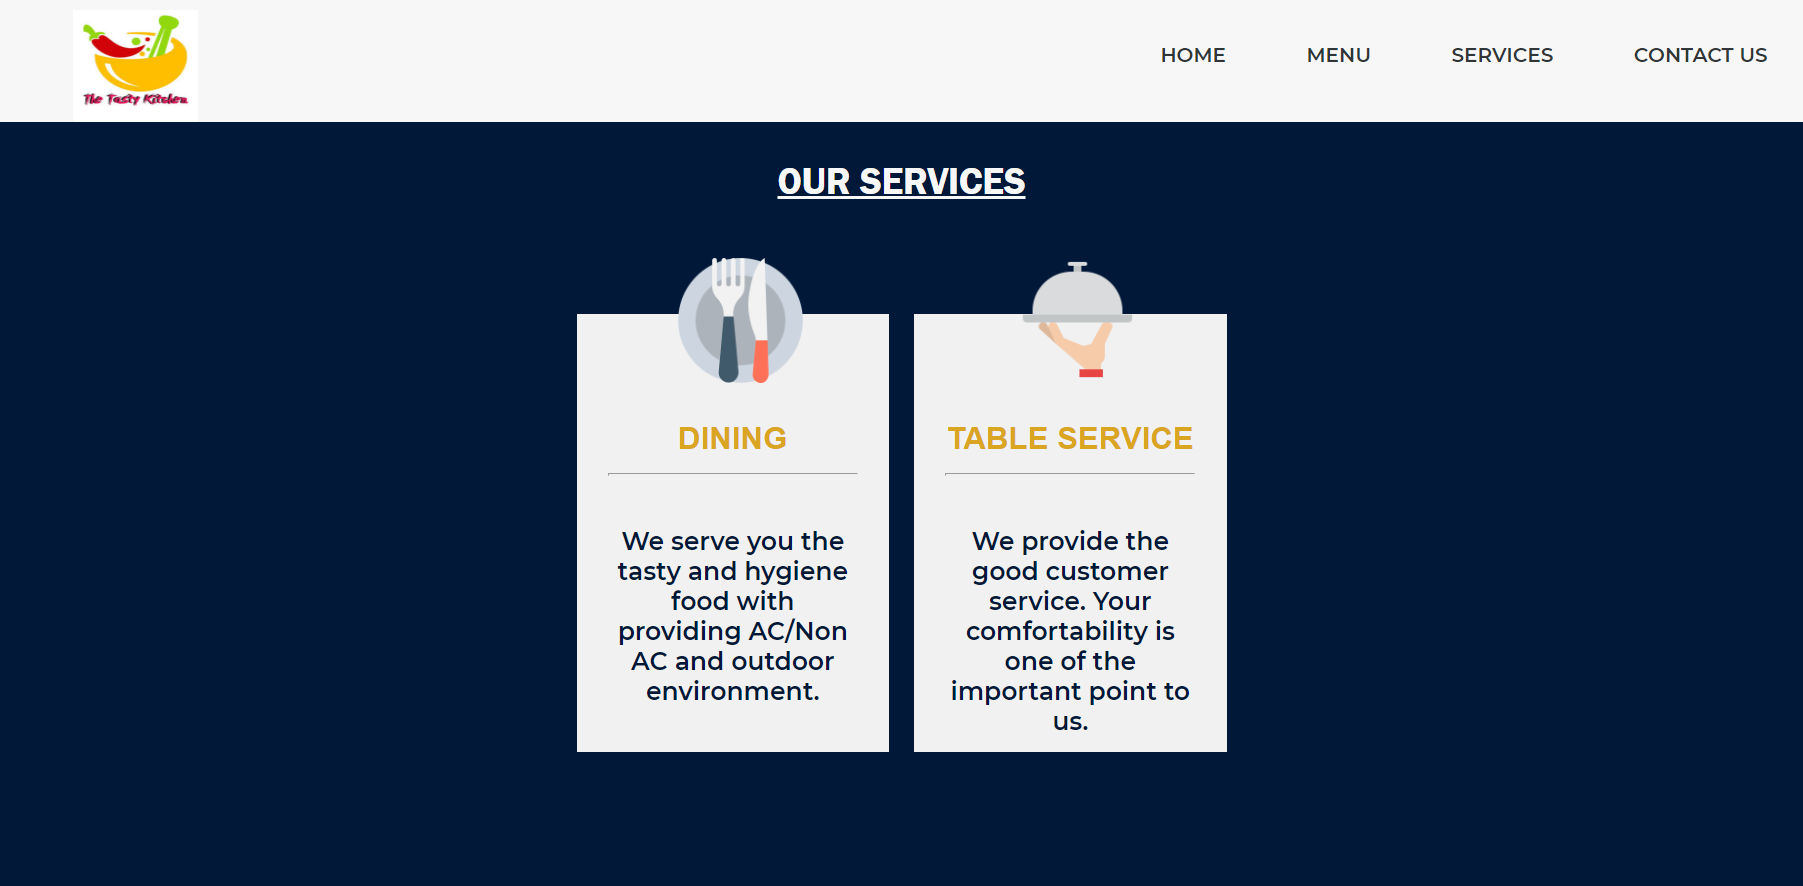 The Tasty Kitchen
HOME MENU SERVICES CONTACT US
OUR SERVICES
DINING
We serve you the
tasty and hygiene
food with
providing AC/Non
AC and outdoor
environment.
TABLE SERVICE
We provide the
good customer
service. Your
comfortability is
one of the
important point to
us.